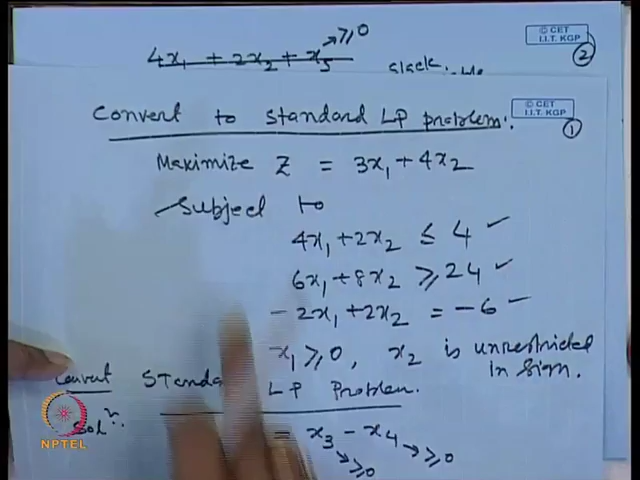 4x₁ + 2x₂ + x₅ → ≥ 0
slack
© CET
I.I.T. KGP
2
Convert to standard LP problem.
© CET
I.I.T. KGP
1
Maximize Z = 3x₁ + 4x₂
Subject to
4x₁ + 2x₂ ≤ 4 ✓
6x₁ + 8x₂ ≥ 24 ✓
- 2x₁ + 2x₂ = -6
x₁ ≥ 0, x₂ is unrestricted
in sign.
Convert LP Problem.
Solⁿ.
= x₃ - x₄ → ≥ 0
→ ≥ 0
NPTEL